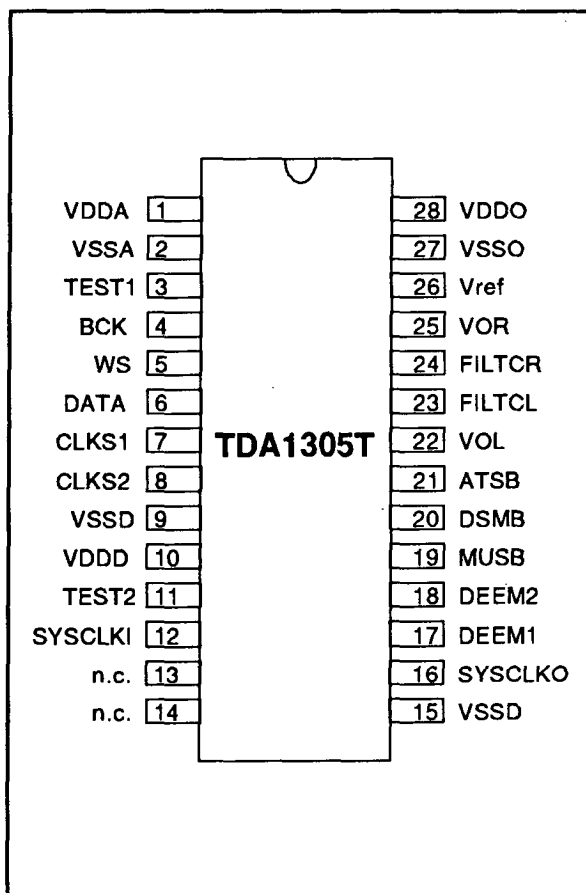 VDDA 1 28 VDDO
VSSA 2 27 VSSO
TEST1 3 26 Vref
BCK 4 25 VOR
WS 5 24 FILTCR
DATA 6 23 FILTCL
CLKS1 7 TDA1305T 22 VOL
CLKS2 8 21 ATSB
VSSD 9 20 DSMB
VDDD 10 19 MUSB
TEST2 11 18 DEEM2
SYSCLKI 12 17 DEEM1
n.c. 13 16 SYSCLKO
n.c. 14 15 VSSD